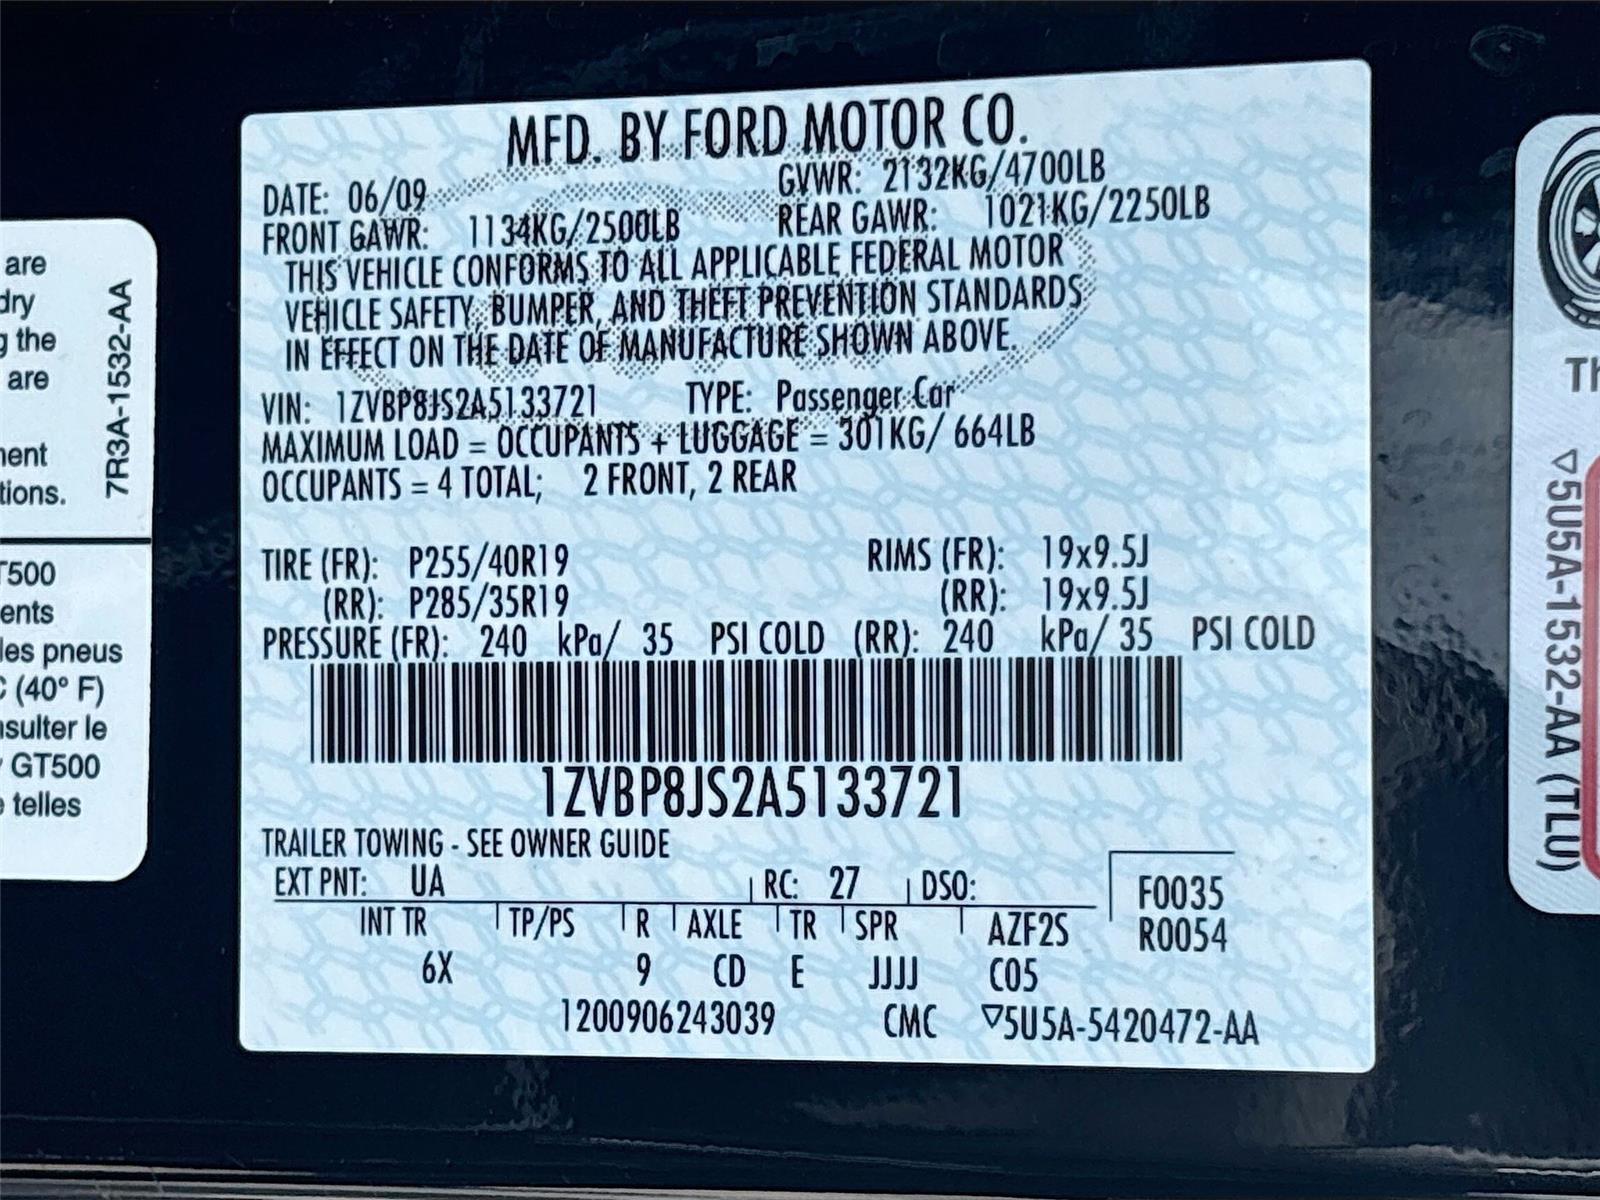 are
dry
g the
are
nent
tions.
7R3A-1532-AA
T500
ents
les pneus
C (40° F)
nsulter le
GT500
e telles
MFD. BY FORD MOTOR CO.
DATE: 06/09 GVWR: 2132KG/4700LB
FRONT GAWR: 1134KG/2500LB REAR GAWR: 1021KG/2250LB
THIS VEHICLE CONFORMS TO ALL APPLICABLE FEDERAL MOTOR
VEHICLE SAFETY, BUMPER, AND THEFT PREVENTION STANDARDS
IN EFFECT ON THE DATE OF MANUFACTURE SHOWN ABOVE.
VIN: 1ZVBP8JS2A5133721 TYPE: Passenger Car
MAXIMUM LOAD = OCCUPANTS + LUGGAGE = 301KG/ 664LB
OCCUPANTS = 4 TOTAL; 2 FRONT, 2 REAR
TIRE (FR): P255/40R19 RIMS (FR): 19x9.5J
(RR): P285/35R19 (RR): 19x9.5J
PRESSURE (FR): 240 kPa/ 35 PSI COLD (RR): 240 kPa/ 35 PSI COLD
1ZVBP8JS2A5133721
TRAILER TOWING - SEE OWNER GUIDE
EXT PNT: UA RC: 27 DSO: F0035
INT TR TP/PS R AXLE TR SPR AZF2S R0054
6X 9 CD E JJJJ C05
1200906243039 CMC ▽5U5A-5420472-AA
Th
▽5U5A-1532-AA (TLU)